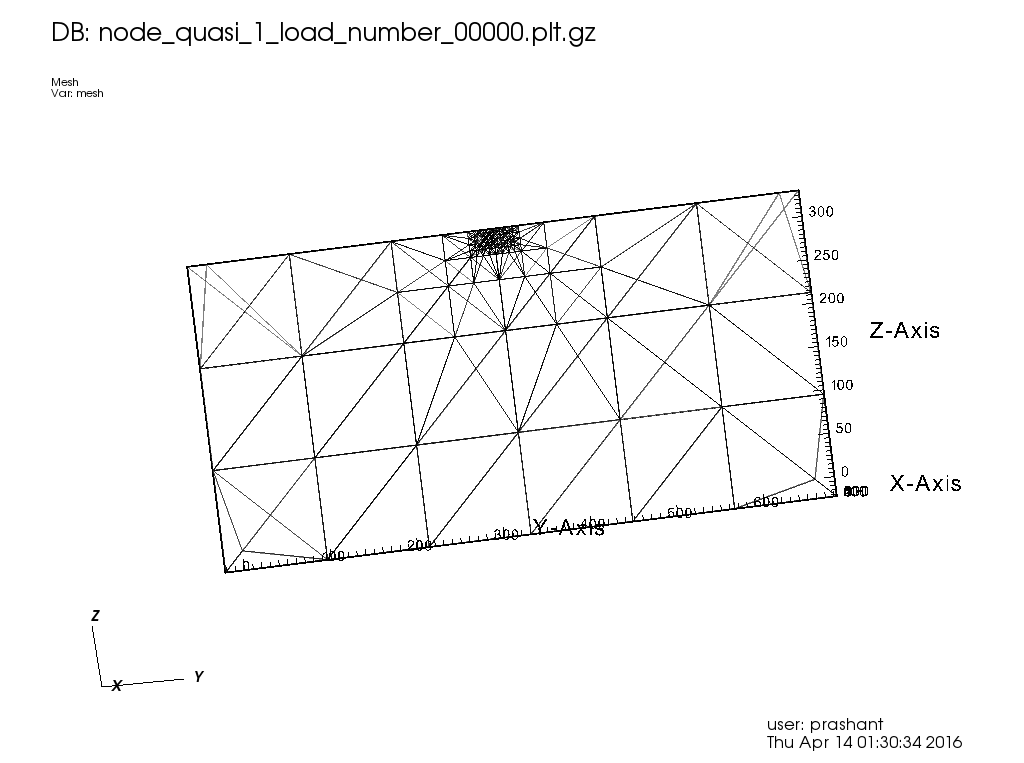 DB: node_quasi_1_load_number_00000.plt.gz
Mesh
Var: mesh
300
250
200
Z-Axis
150
100
50
0
X-Axis
600
500
400
Y-Axis
300
200
100
0
Z
X
Y
user: prashant
Thu Apr 14 01:30:34 2016